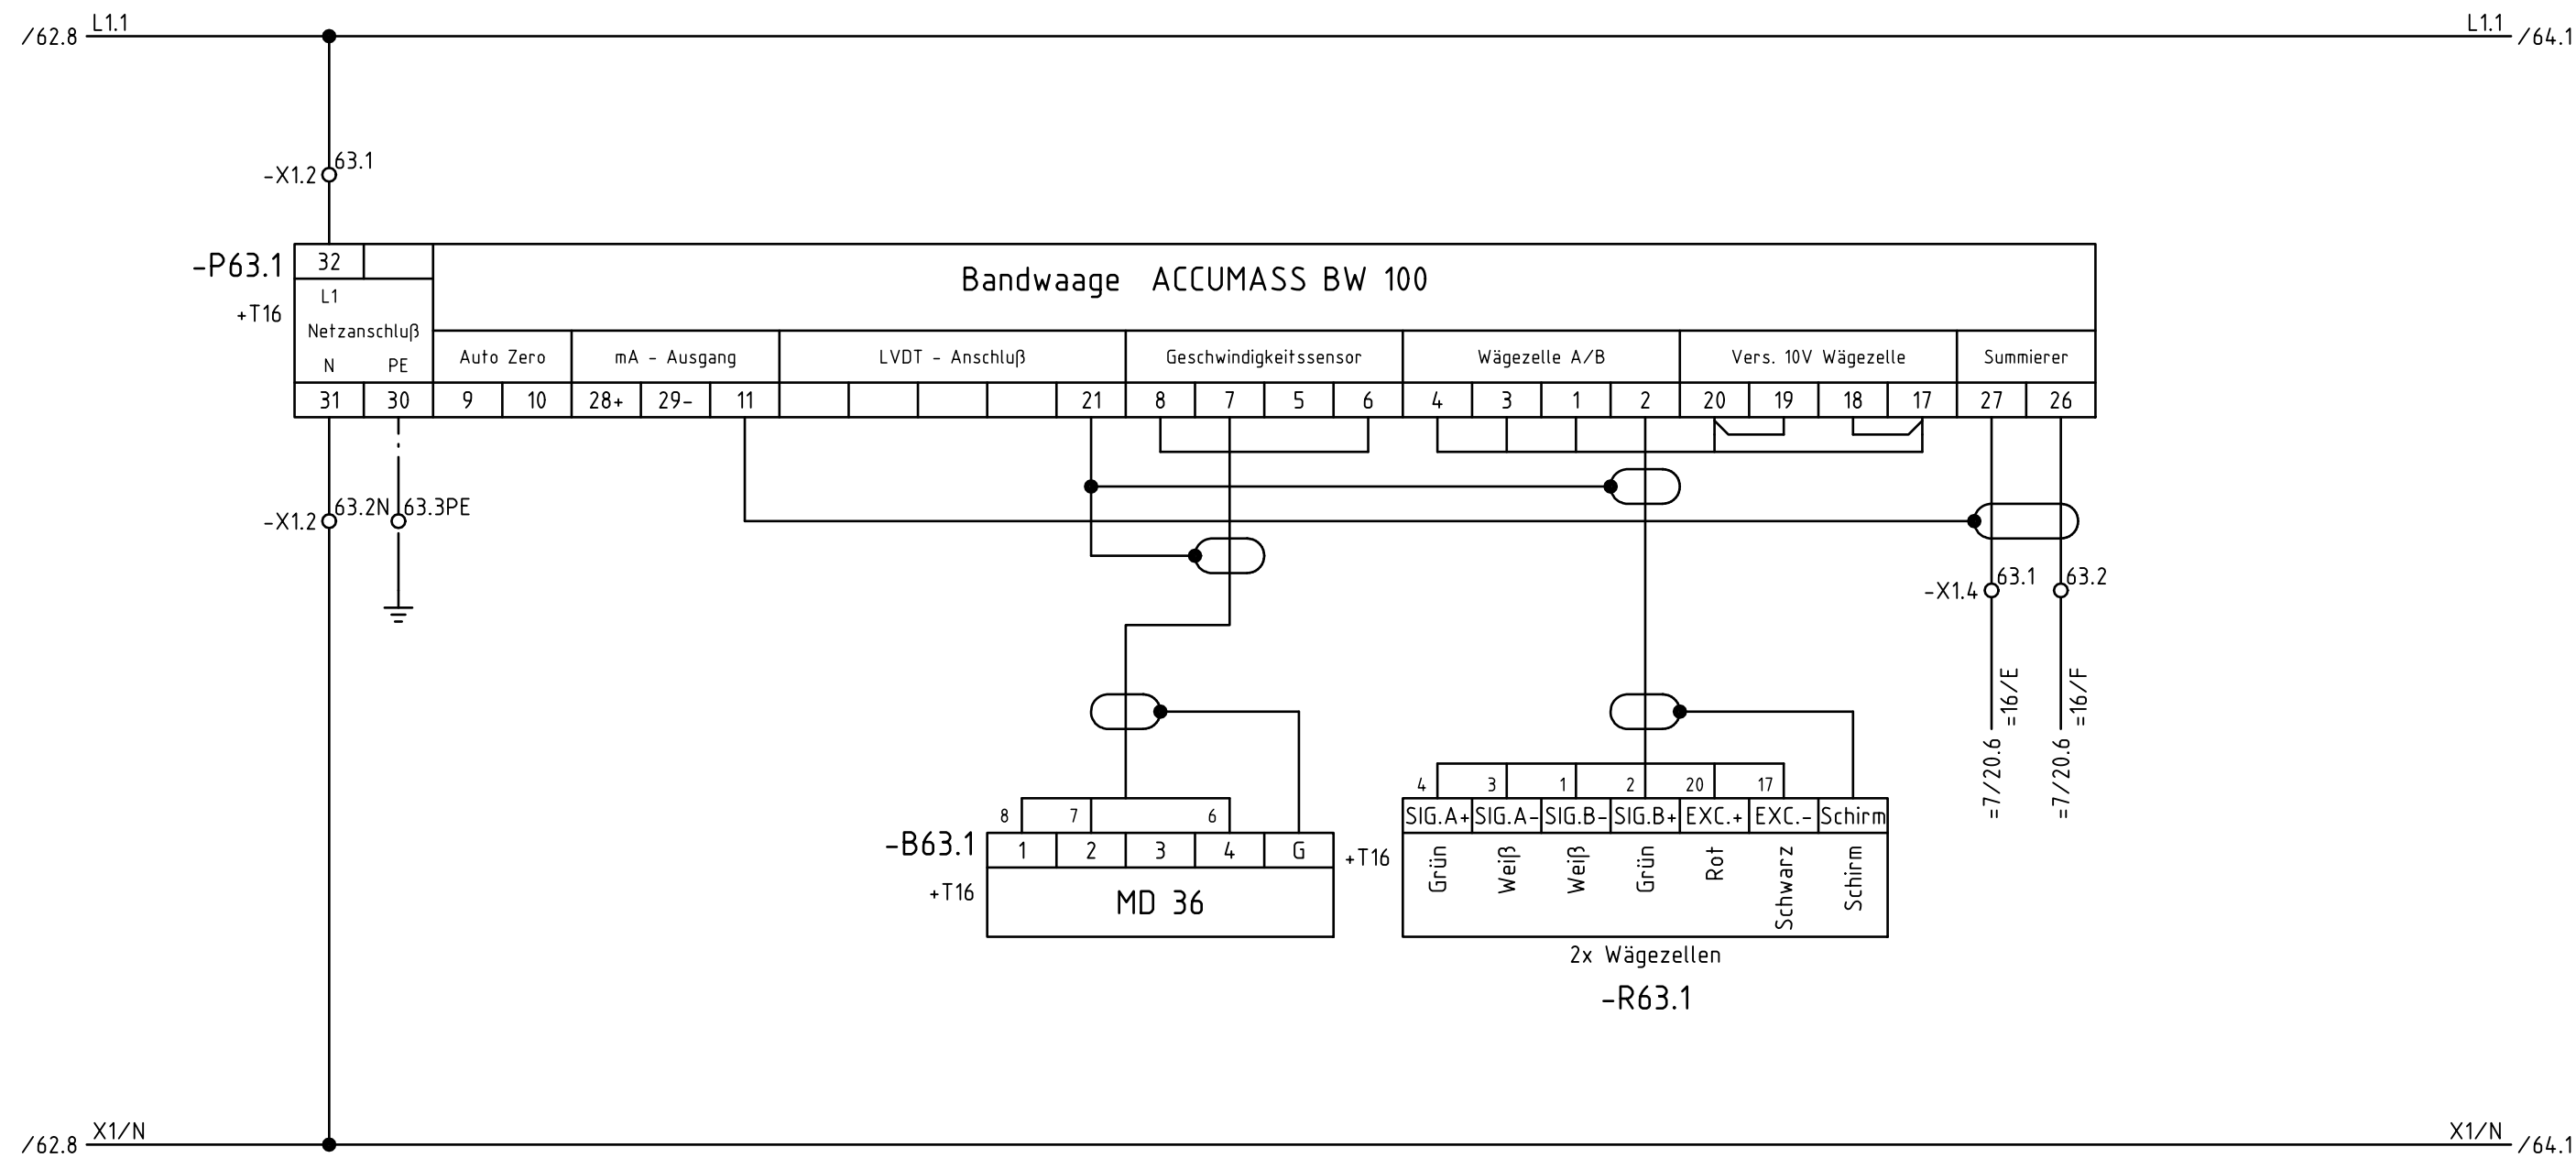 L1.1 L1.1
/62.8 /64.1
63.1
-X1.2
-P63.1 32
Bandwaage ACCUMASS BW 100
L1
+T16
Netzanschluß
N PE
Auto Zero mA - Ausgang LVDT - Anschluß Geschwindigkeitssensor Wägezelle A/B Vers. 10V Wägezelle Summierer
31 30 9 10 28+ 29- 11 21 8 7 5 6 4 3 1 2 20 19 18 17 27 26
63.2N 63.3PE
-X1.2
63.1 63.2
-X1.4
=16/E =16/F
=7/20.6 =7/20.6
4 3 1 2 20 17
8 7 6
SIG.A+ SIG.A- SIG.B- SIG.B+ EXC.+ EXC.- Schirm
-B63.1 1 2 3 4 G
+T16
+T16
MD 36
Grün Weiß Weiß Grün Rot Schwarz Schirm
2x Wägezellen
-R63.1
X1/N X1/N
/62.8 /64.1